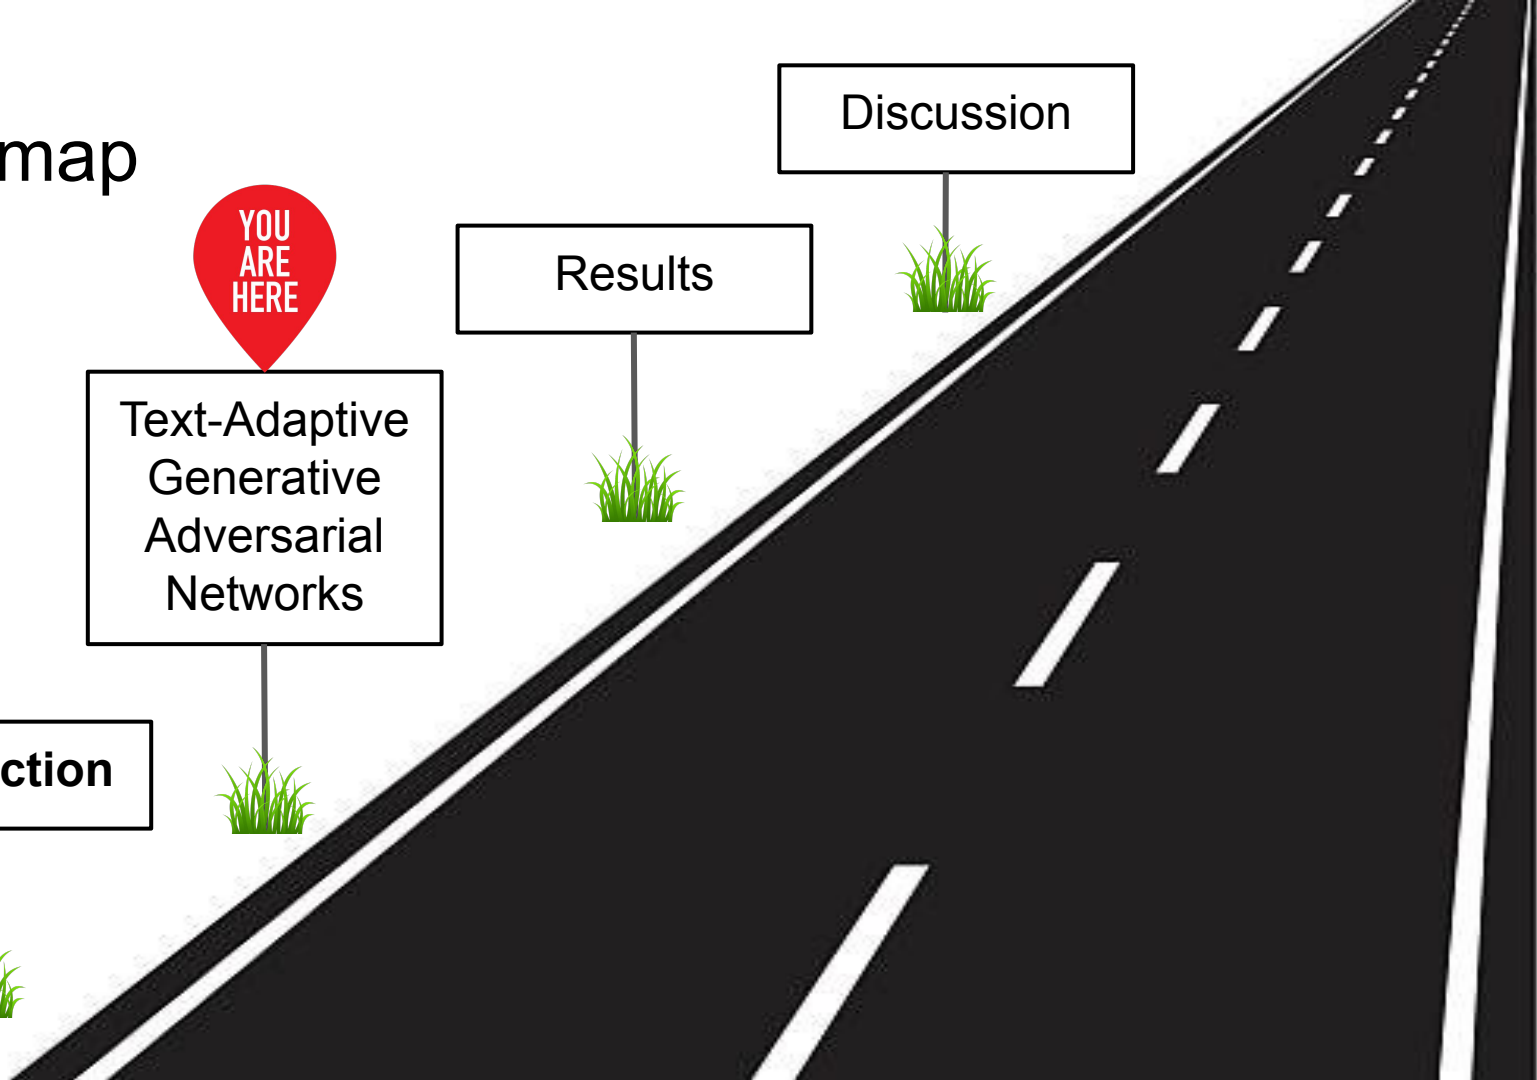 map
Discussion
YOU
ARE
HERE
Results
Text-Adaptive
Generative
Adversarial
Networks
ction